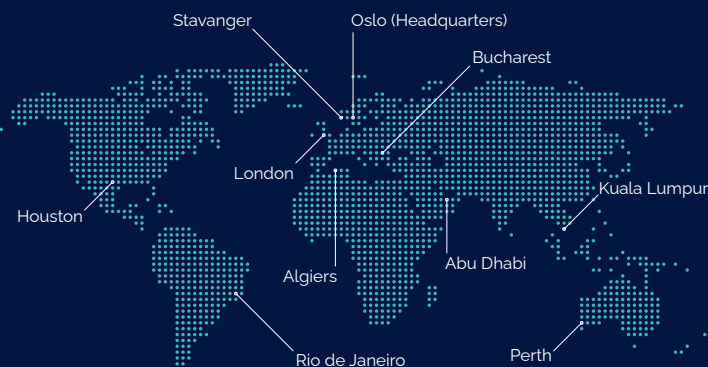 Stavanger
Oslo (Headquarters)
Bucharest
London
Kuala Lumpur
Houston
Abu Dhabi
Algiers
Perth
Rio de Janeiro